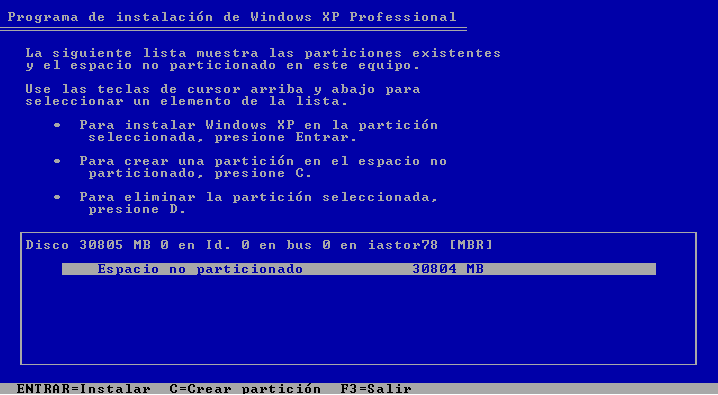 Programa de instalación de Windows XP Professional
La siguiente lista muestra las particiones existentes
y el espacio no particionado en este equipo.
Use las teclas de cursor arriba y abajo para
seleccionar un elemento de la lista.
• Para instalar Windows XP en la partición
seleccionada, presione Entrar.
• Para crear una partición en el espacio no
particionado, presione C.
• Para eliminar la partición seleccionada,
presione D.
Disco 30805 MB 0 en Id. 0 en bus 0 en iastor78 [MBR]
Espacio no particionado 30804 MB
ENTRAR=Instalar C=Crear partición F3=Salir